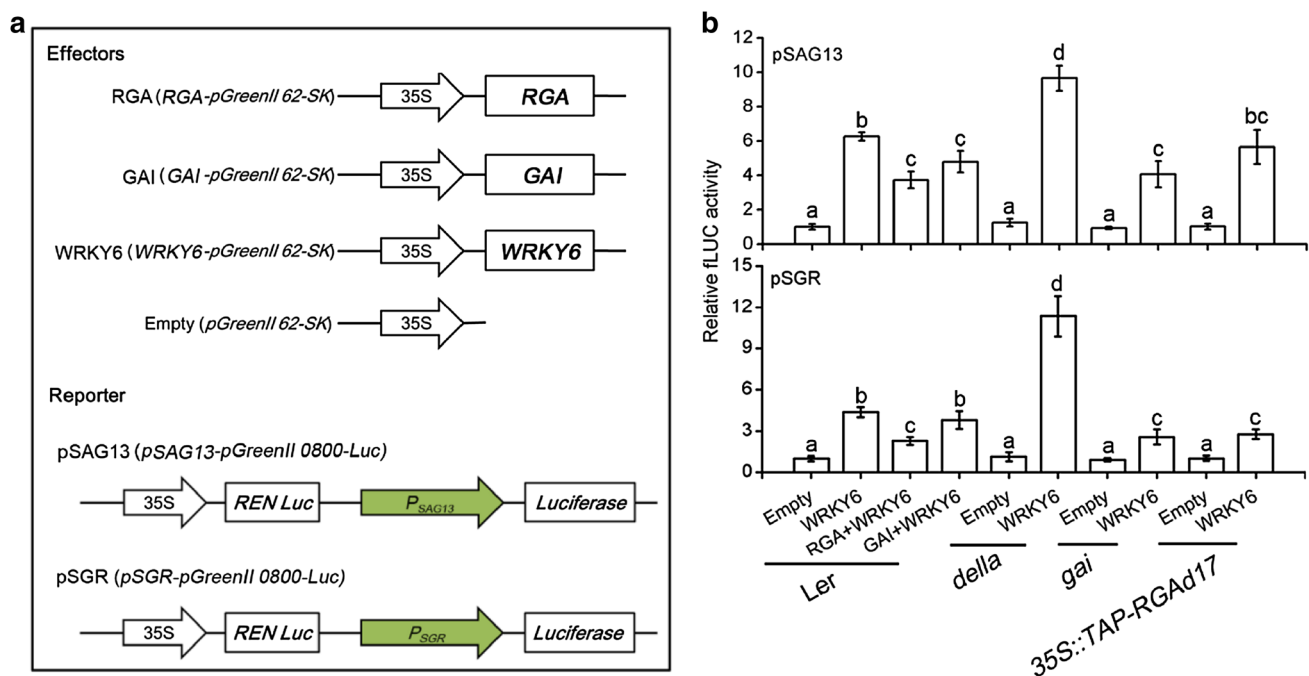 a
Effectors
RGA (RGA-pGreenII 62-SK)
35S
RGA
GAI (GAI -pGreenII 62-SK)
35S
GAI
WRKY6 (WRKY6-pGreenII 62-SK)
35S
WRKY6
Empty (pGreenII 62-SK)
35S
Reporter
pSAG13 (pSAG13-pGreenII 0800-Luc)
35S
REN Luc
PSAG13
Luciferase
pSGR (pSGR-pGreenII 0800-Luc)
35S
REN Luc
PSGR
Luciferase
b
Relative fLUC activity
pSAG13
12
10
8
6
4
2
0
a
b
c
c
a
d
a
c
a
bc
pSGR
15
12
9
6
3
0
a
b
c
b
a
d
a
c
a
c
Empty
WRKY6
RGA+WRKY6
GAI+WRKY6
Empty
WRKY6
Empty
WRKY6
Empty
WRKY6
Ler
della
gai
35S::TAP-RGAd17